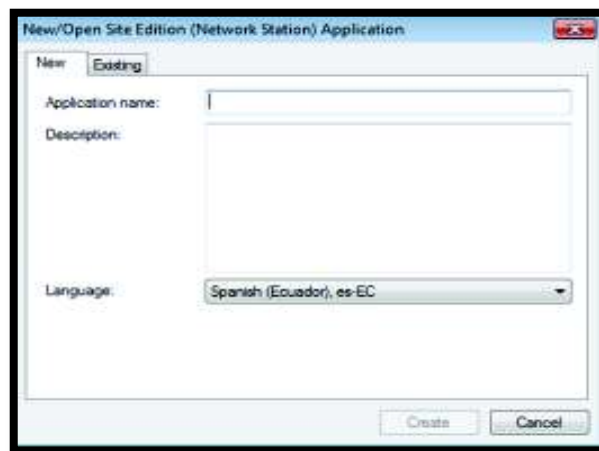 New/Open Site Edition (Network Station) Application
New Existing
Application name:
Description:
Language: Spanish (Ecuador), es-EC
Create Cancel